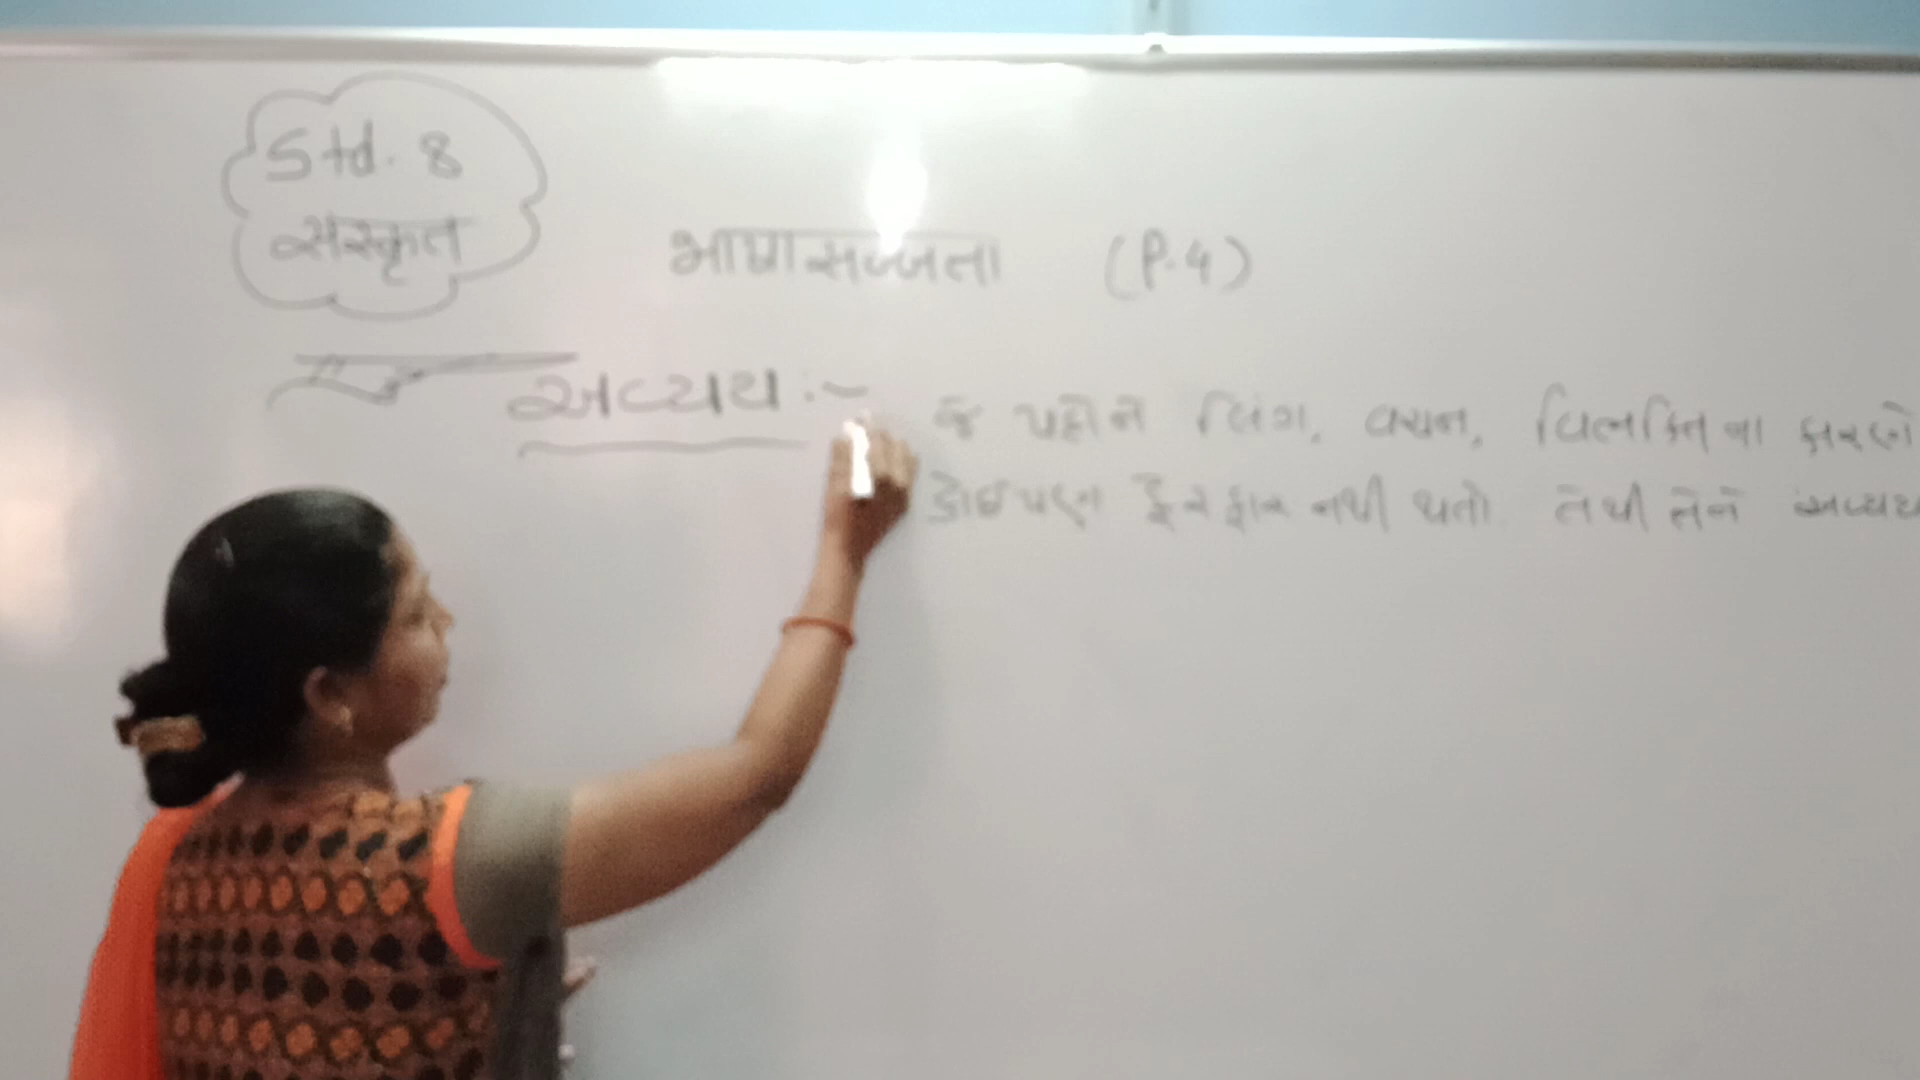 Std. 8
संस्कृत
भाषासज्जता (P.4)
અવ્યય :-
જે પદોને લિંગ, વચન, વિભક્તિના કારણે
કોઈપણ ફેરફાર નથી થતો. તેથી તેને અવ્યય